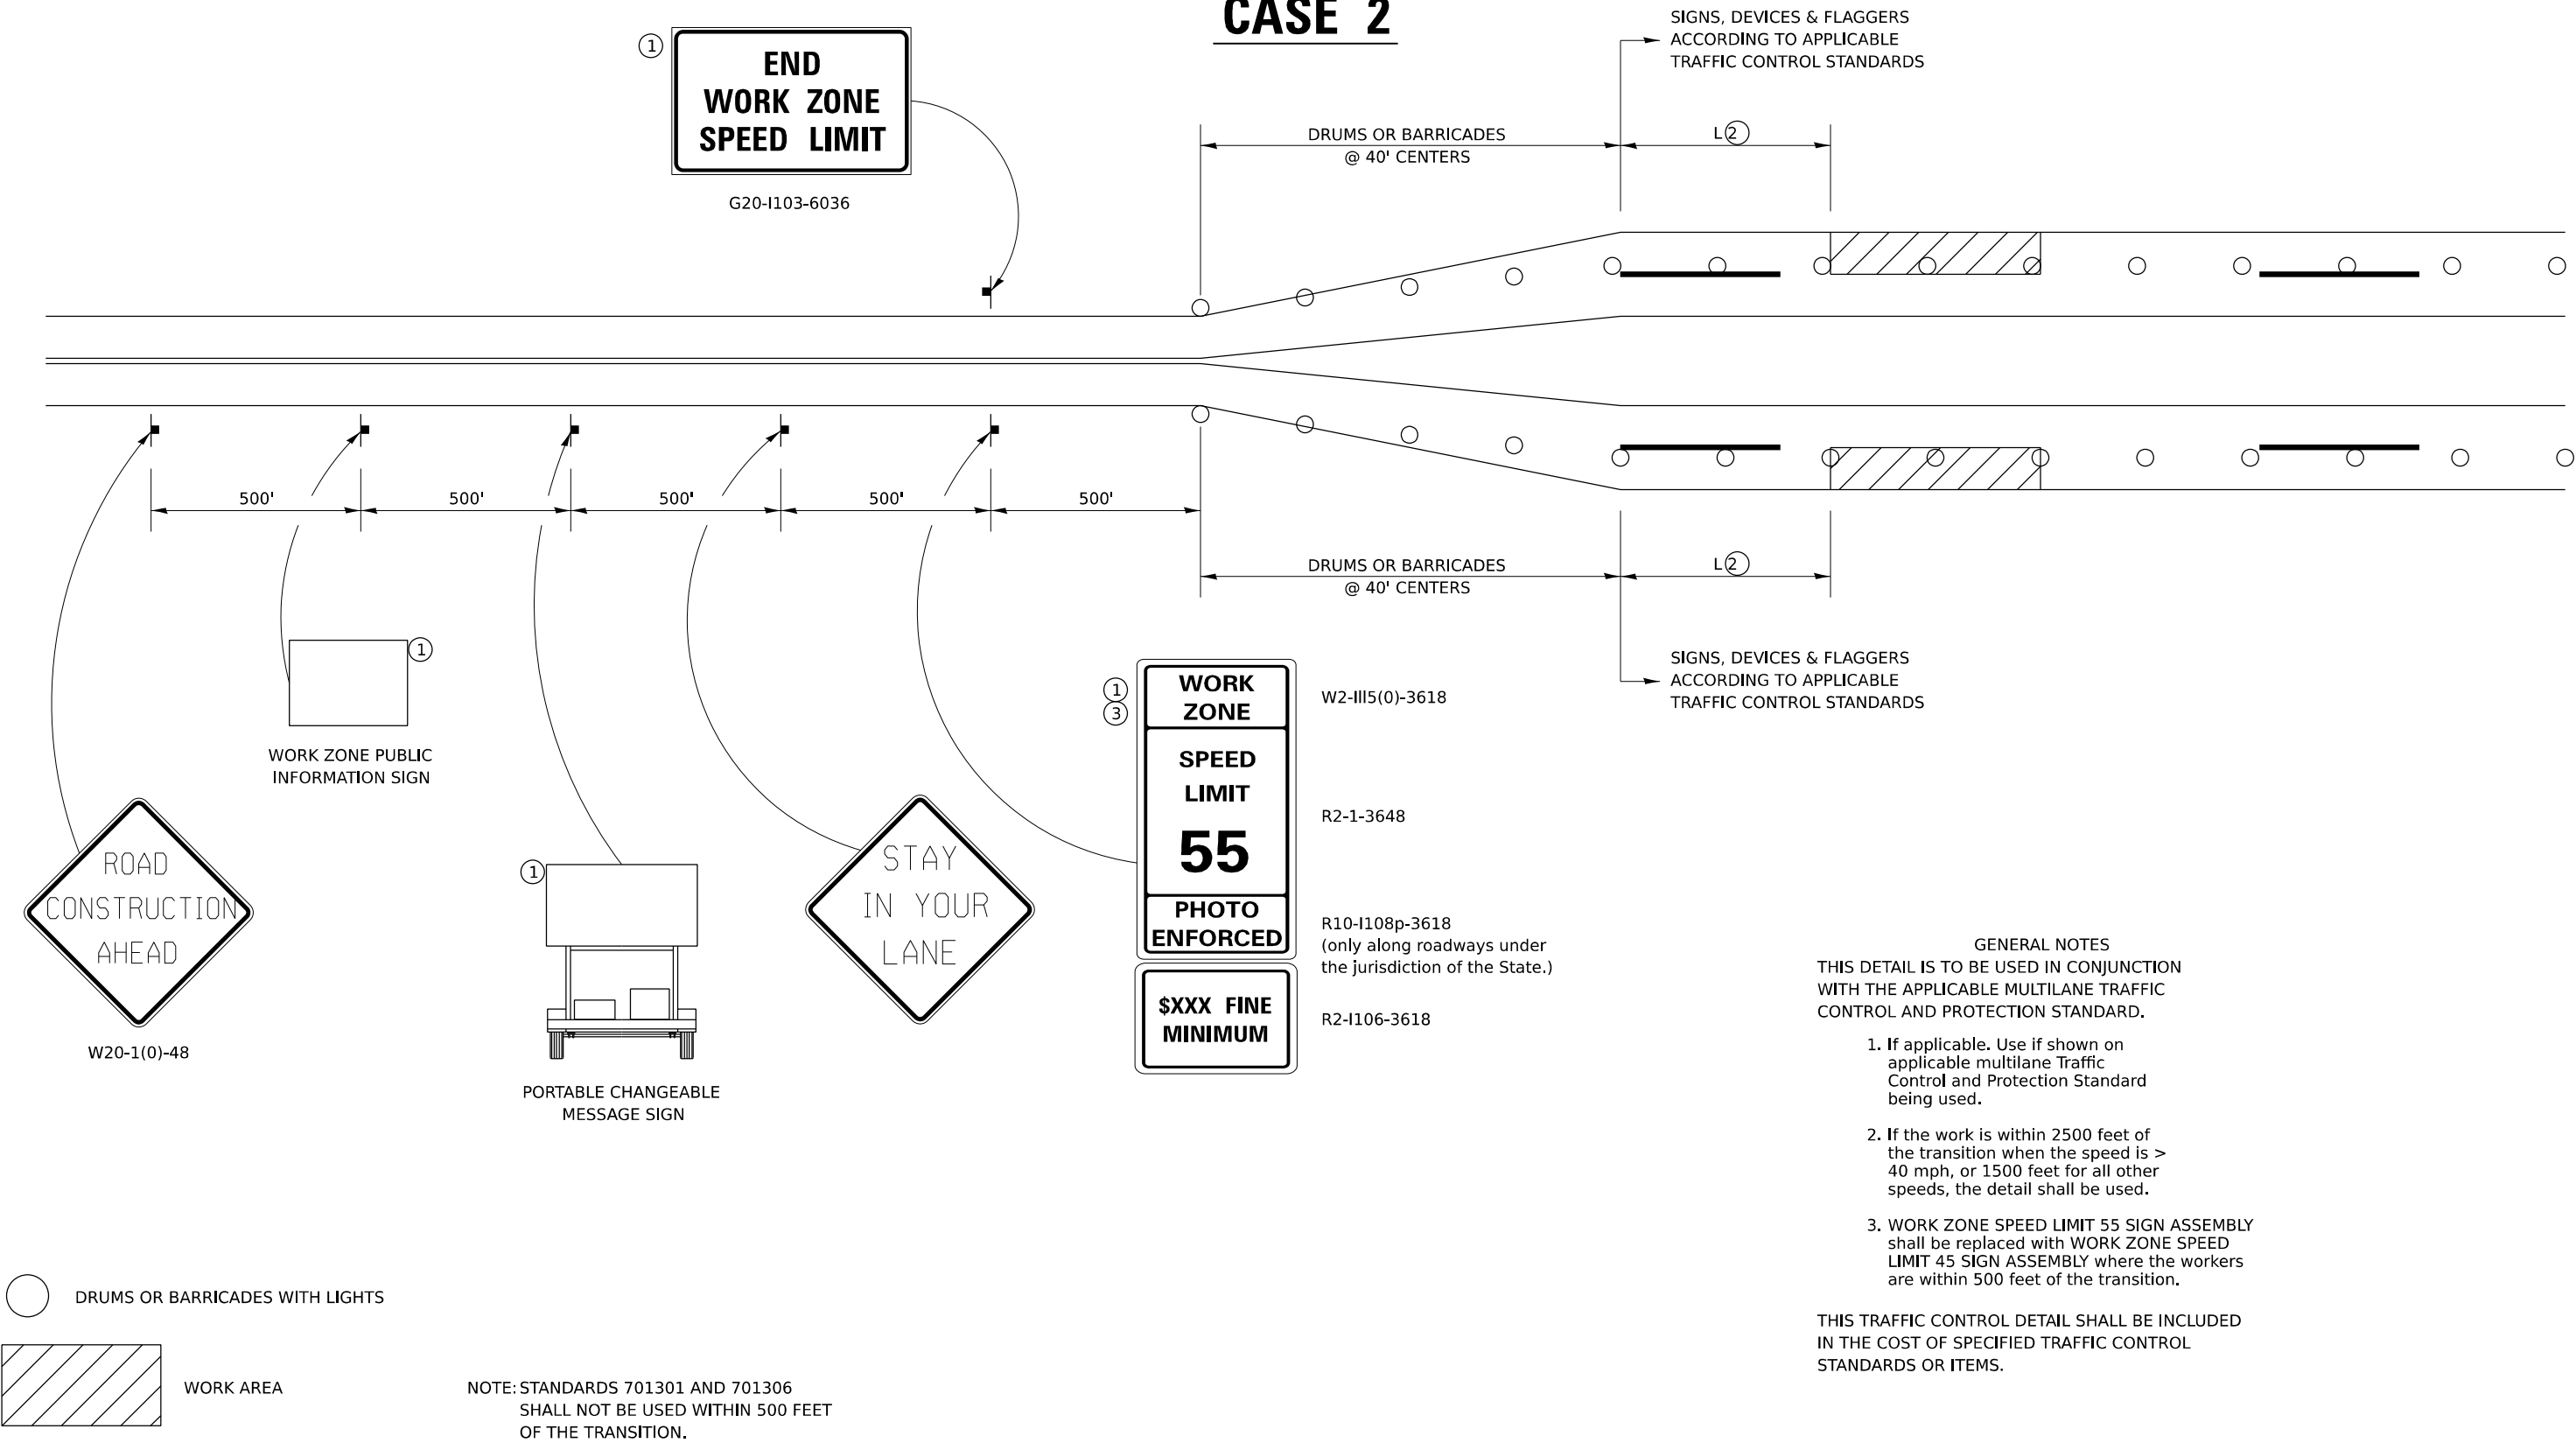 CASE 2
SIGNS, DEVICES & FLAGGERS
ACCORDING TO APPLICABLE
TRAFFIC CONTROL STANDARDS
1
END
WORK ZONE
SPEED LIMIT
G20-I103-6036
DRUMS OR BARRICADES
@ 40' CENTERS
L 2
500'
500'
500'
500'
500'
DRUMS OR BARRICADES
@ 40' CENTERS
L 2
SIGNS, DEVICES & FLAGGERS
ACCORDING TO APPLICABLE
TRAFFIC CONTROL STANDARDS
1
WORK ZONE PUBLIC
INFORMATION SIGN
ROAD
CONSTRUCTION
AHEAD
W20-1(0)-48
1
PORTABLE CHANGEABLE
MESSAGE SIGN
STAY
IN YOUR
LANE
1
3
WORK
ZONE
W2-III5(0)-3618
SPEED
LIMIT
55
R2-1-3648
PHOTO
ENFORCED
R10-I108p-3618
(only along roadways under
the jurisdiction of the State.)
$XXX FINE
MINIMUM
R2-I106-3618
GENERAL NOTES
THIS DETAIL IS TO BE USED IN CONJUNCTION
WITH THE APPLICABLE MULTILANE TRAFFIC
CONTROL AND PROTECTION STANDARD.
1. If applicable. Use if shown on
applicable multilane Traffic
Control and Protection Standard
being used.
2. If the work is within 2500 feet of
the transition when the speed is >
40 mph, or 1500 feet for all other
speeds, the detail shall be used.
3. WORK ZONE SPEED LIMIT 55 SIGN ASSEMBLY
shall be replaced with WORK ZONE SPEED
LIMIT 45 SIGN ASSEMBLY where the workers
are within 500 feet of the transition.
THIS TRAFFIC CONTROL DETAIL SHALL BE INCLUDED
IN THE COST OF SPECIFIED TRAFFIC CONTROL
STANDARDS OR ITEMS.
DRUMS OR BARRICADES WITH LIGHTS
WORK AREA
NOTE: STANDARDS 701301 AND 701306
SHALL NOT BE USED WITHIN 500 FEET
OF THE TRANSITION.